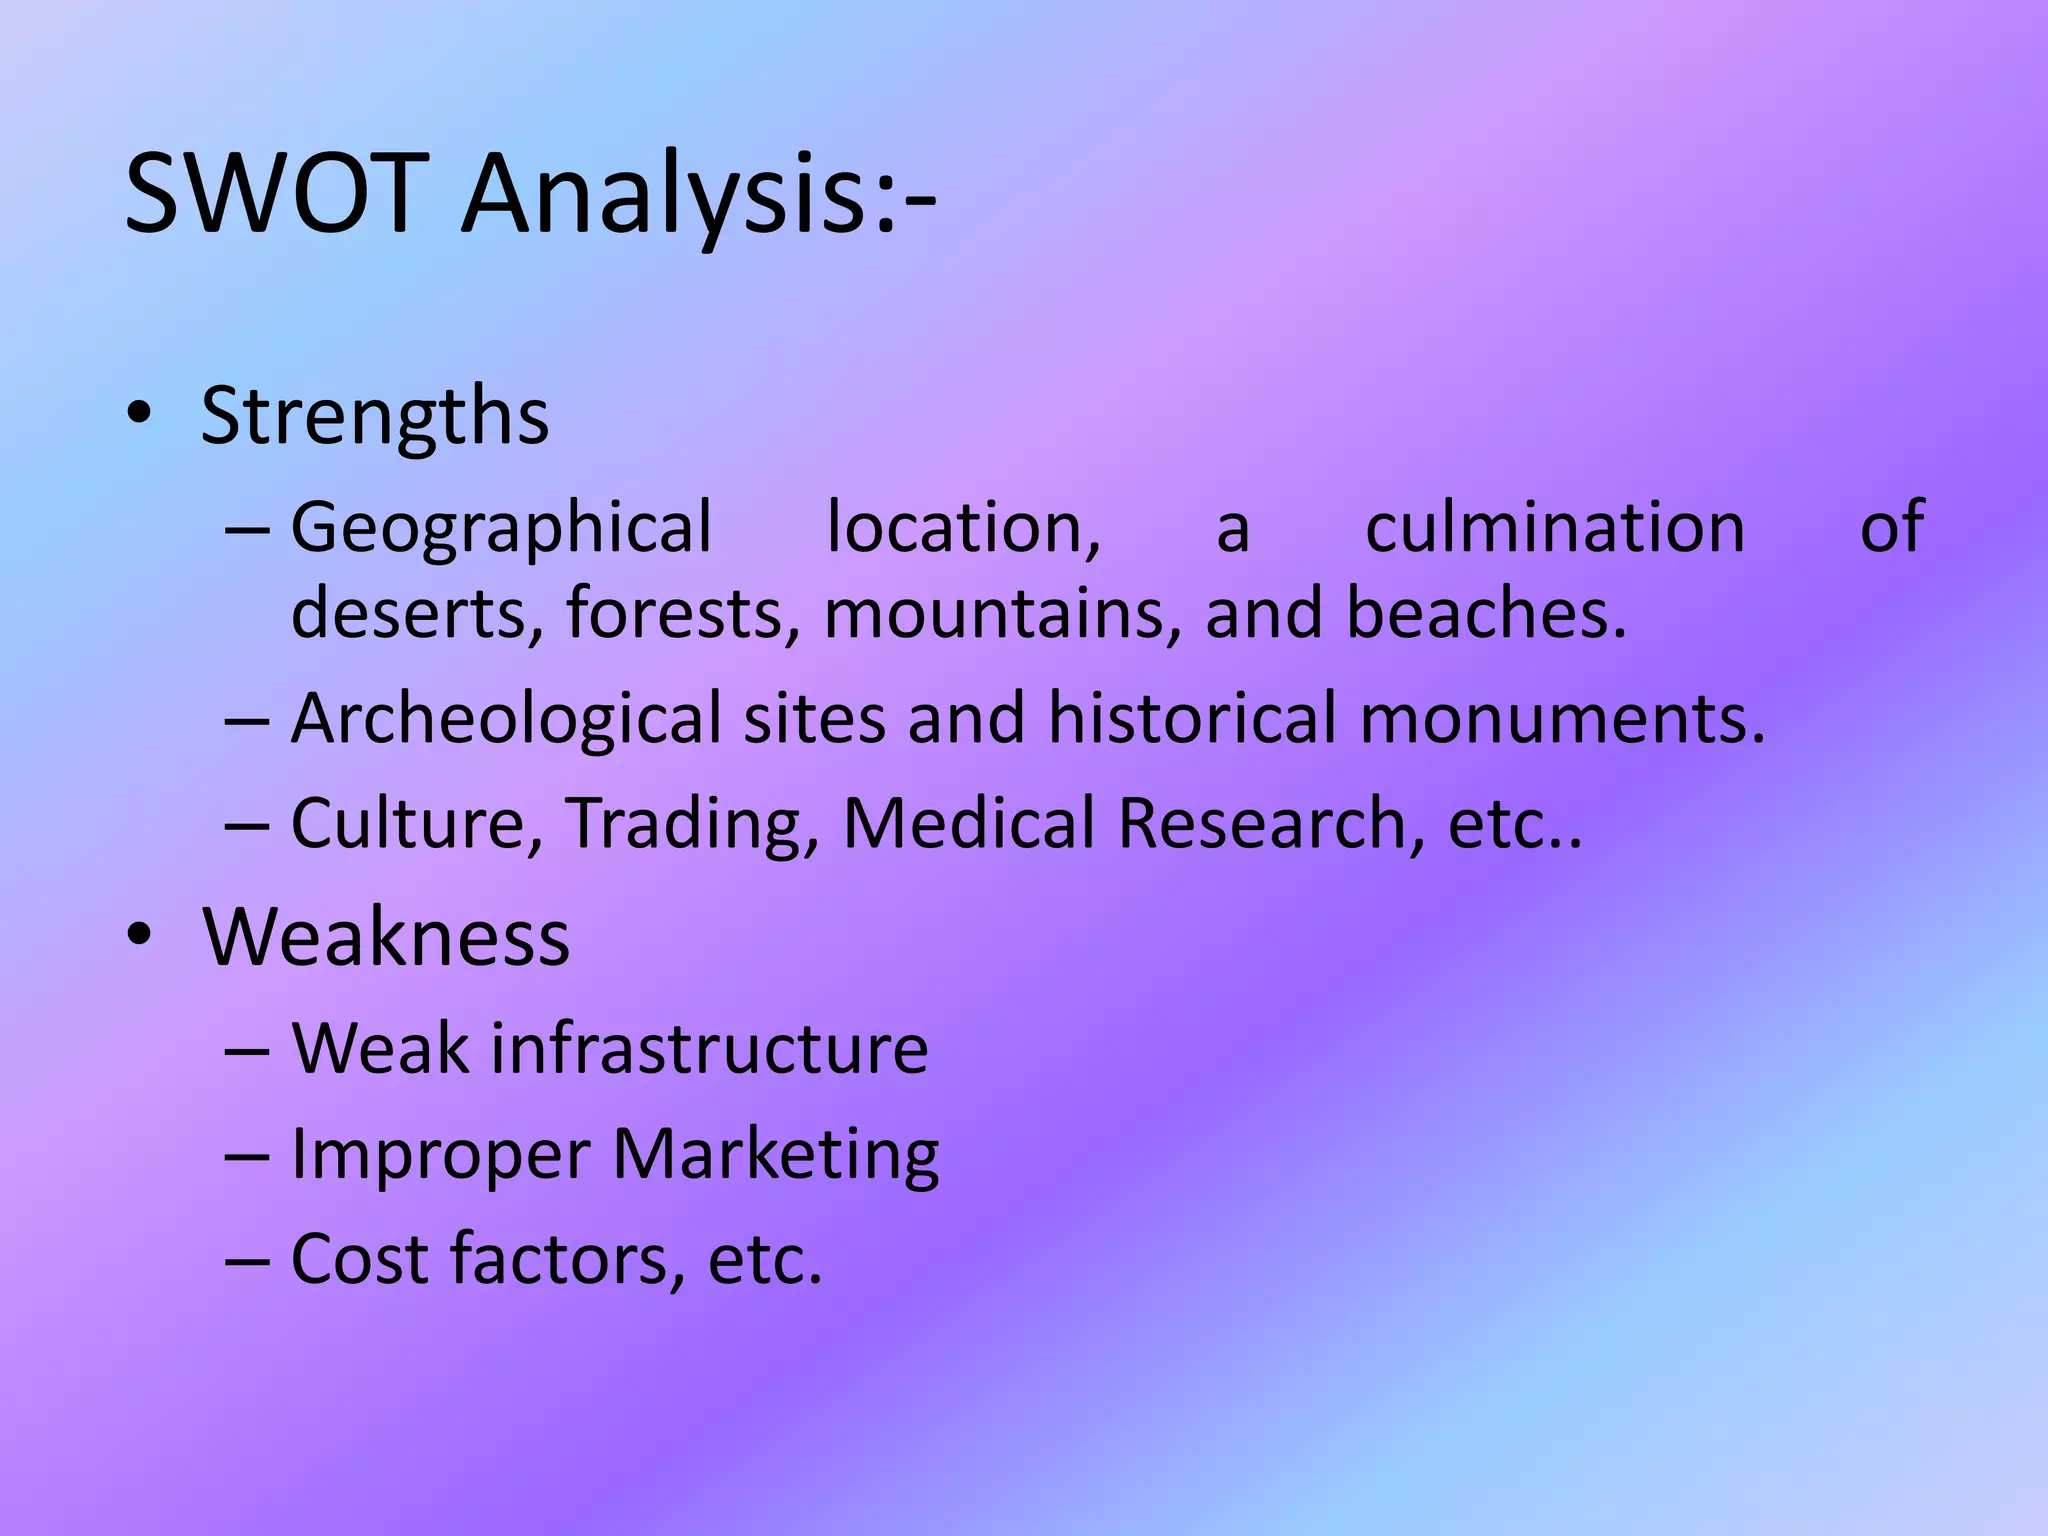 SWOT Analysis:-
• Strengths
– Geographical location, a culmination of
deserts, forests, mountains, and beaches.
– Archeological sites and historical monuments.
– Culture, Trading, Medical Research, etc..
• Weakness
– Weak infrastructure
– Improper Marketing
– Cost factors, etc.